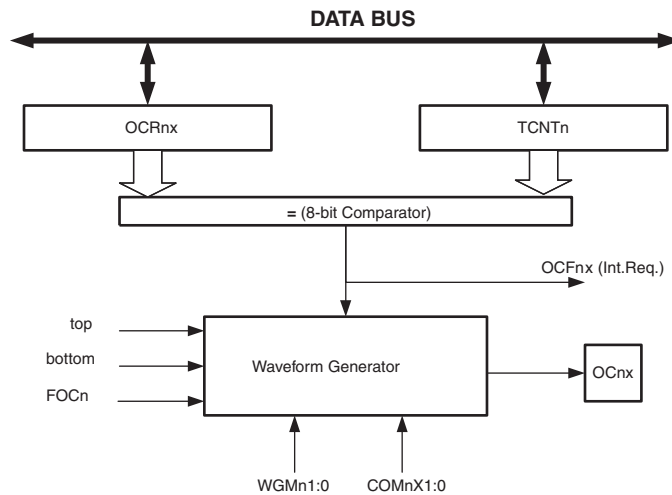 DATA BUS
OCRnx
TCNTn
= (8-bit Comparator)
OCFnx (Int.Req.)
top
bottom
FOCn
Waveform Generator
OCnx
WGMn1:0
COMnX1:0